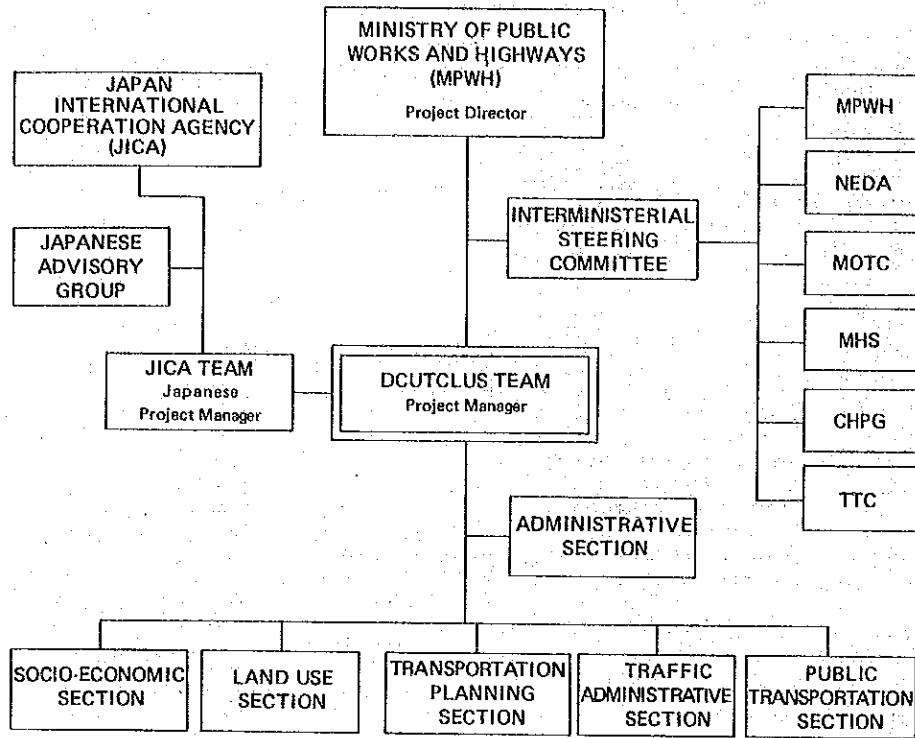 MINISTRY OF PUBLIC
WORKS AND HIGHWAYS
(MPWH)
Project Director
JAPAN
INTERNATIONAL
COOPERATION AGENCY
(JICA)
MPWH
NEDA
INTERMINISTERIAL
STEERING
COMMITTEE
JAPANESE
ADVISORY
GROUP
MOTC
MHS
JICA TEAM
Japanese
Project Manager
DCUTCLUS TEAM
Project Manager
CHPG
TTC
ADMINISTRATIVE
SECTION
SOCIO-ECONOMIC
SECTION
LAND USE
SECTION
TRANSPORTATION
PLANNING
SECTION
TRAFFIC
ADMINISTRATIVE
SECTION
PUBLIC
TRANSPORTATION
SECTION